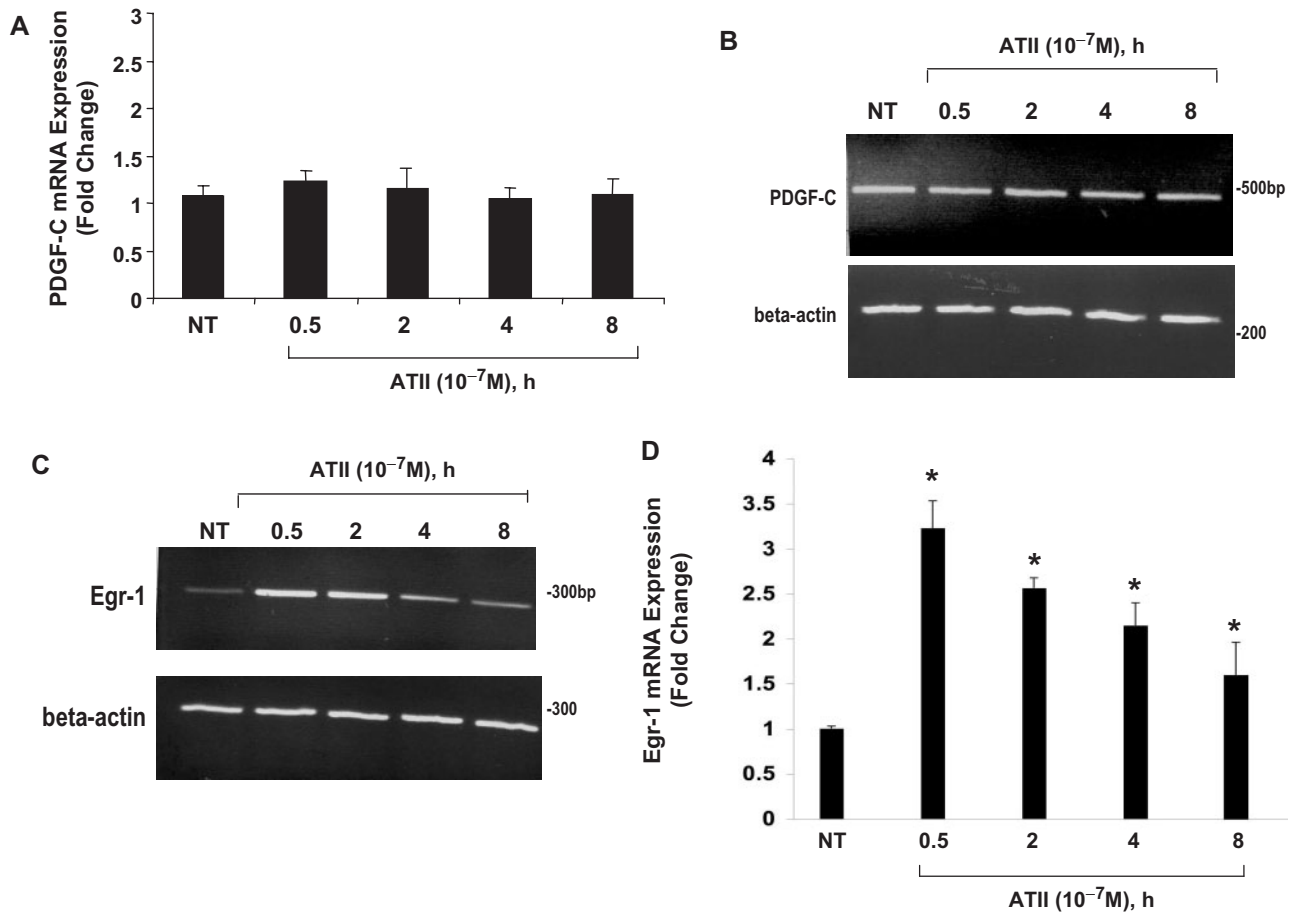 A
PDGF-C mRNA Expression
(Fold Change)
3
2.5
2
1.5
1
0.5
0
NT 0.5 2 4 8
ATII (10⁻⁷M), h
B
ATII (10⁻⁷M), h
NT 0.5 2 4 8
PDGF-C
-500bp
beta-actin
-200
C
ATII (10⁻⁷M), h
NT 0.5 2 4 8
Egr-1
-300bp
beta-actin
-300
D
Egr-1 mRNA Expression
(Fold Change)
4
3.5
3
2.5
2
1.5
1
0.5
0
* * * *
NT 0.5 2 4 8
ATII (10⁻⁷M), h